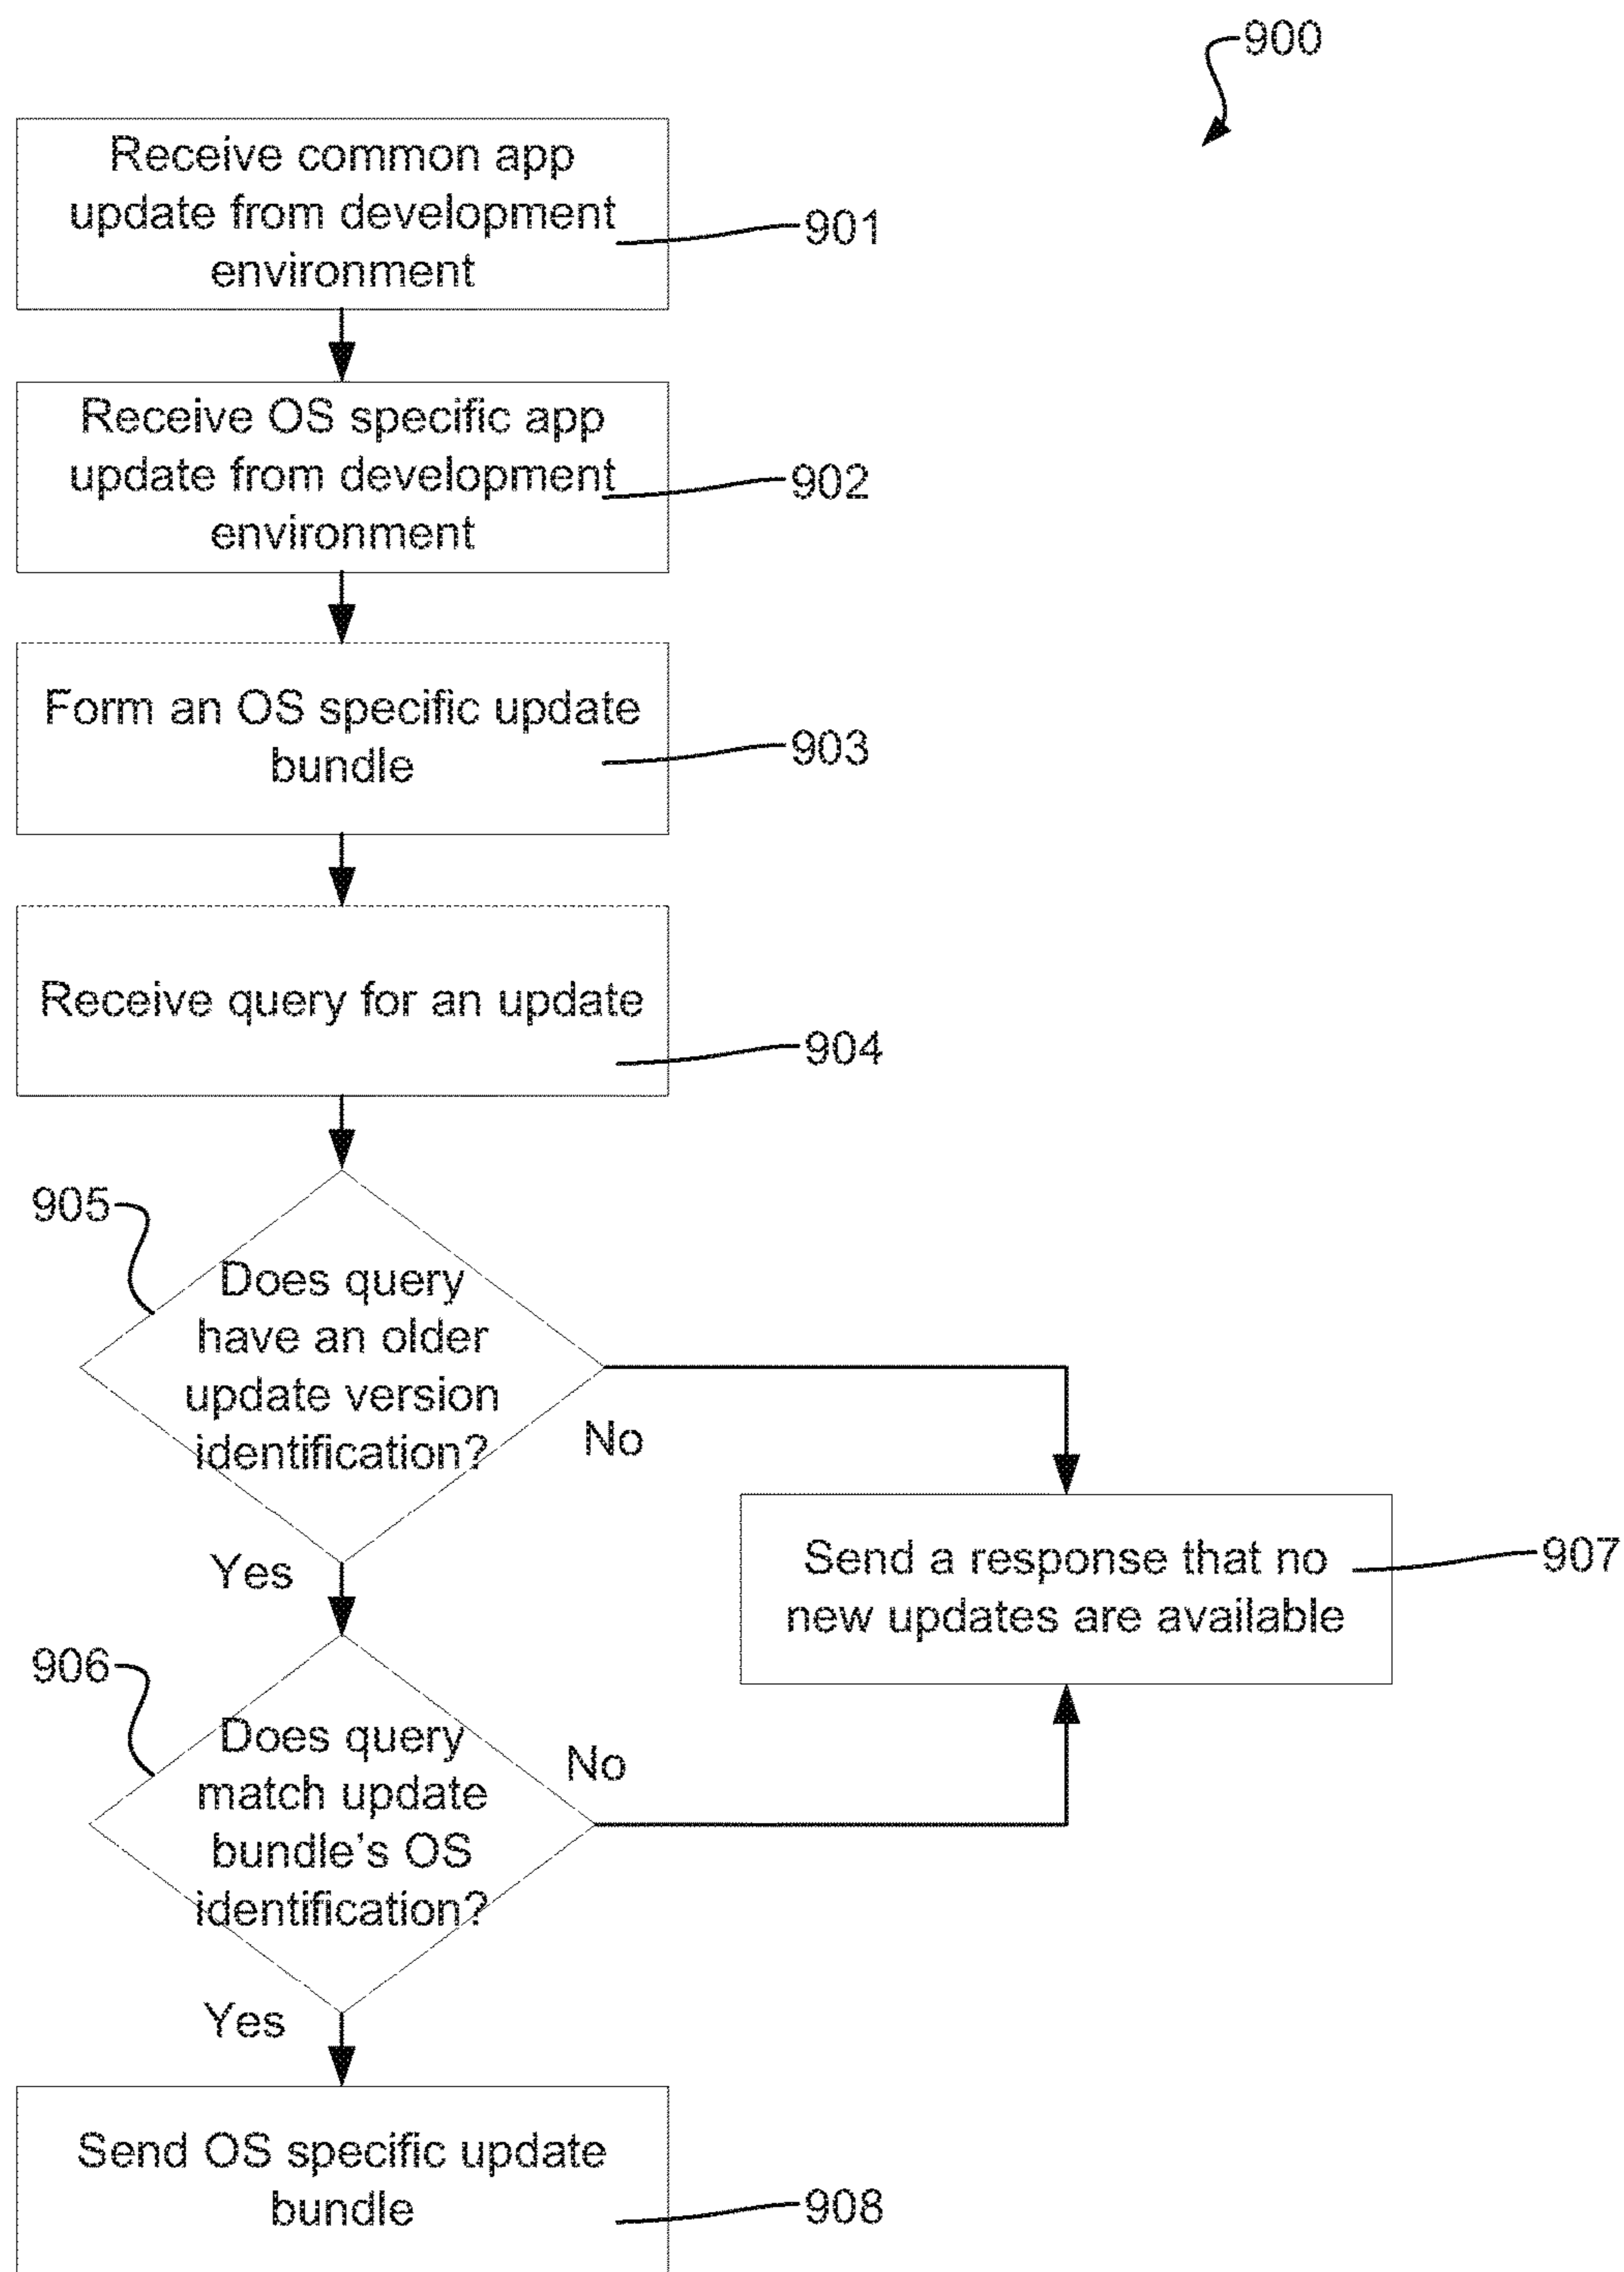 900
Receive common app
update from development
environment
901
Receive OS specific app
update from development
environment
902
Form an OS specific update
bundle
903
Receive query for an update
904
905
Does query
have an older
update version
identification?
No
Yes
Send a response that no
new updates are available
907
906
Does query
match update
bundle's OS
identification?
No
Yes
Send OS specific update
bundle
908